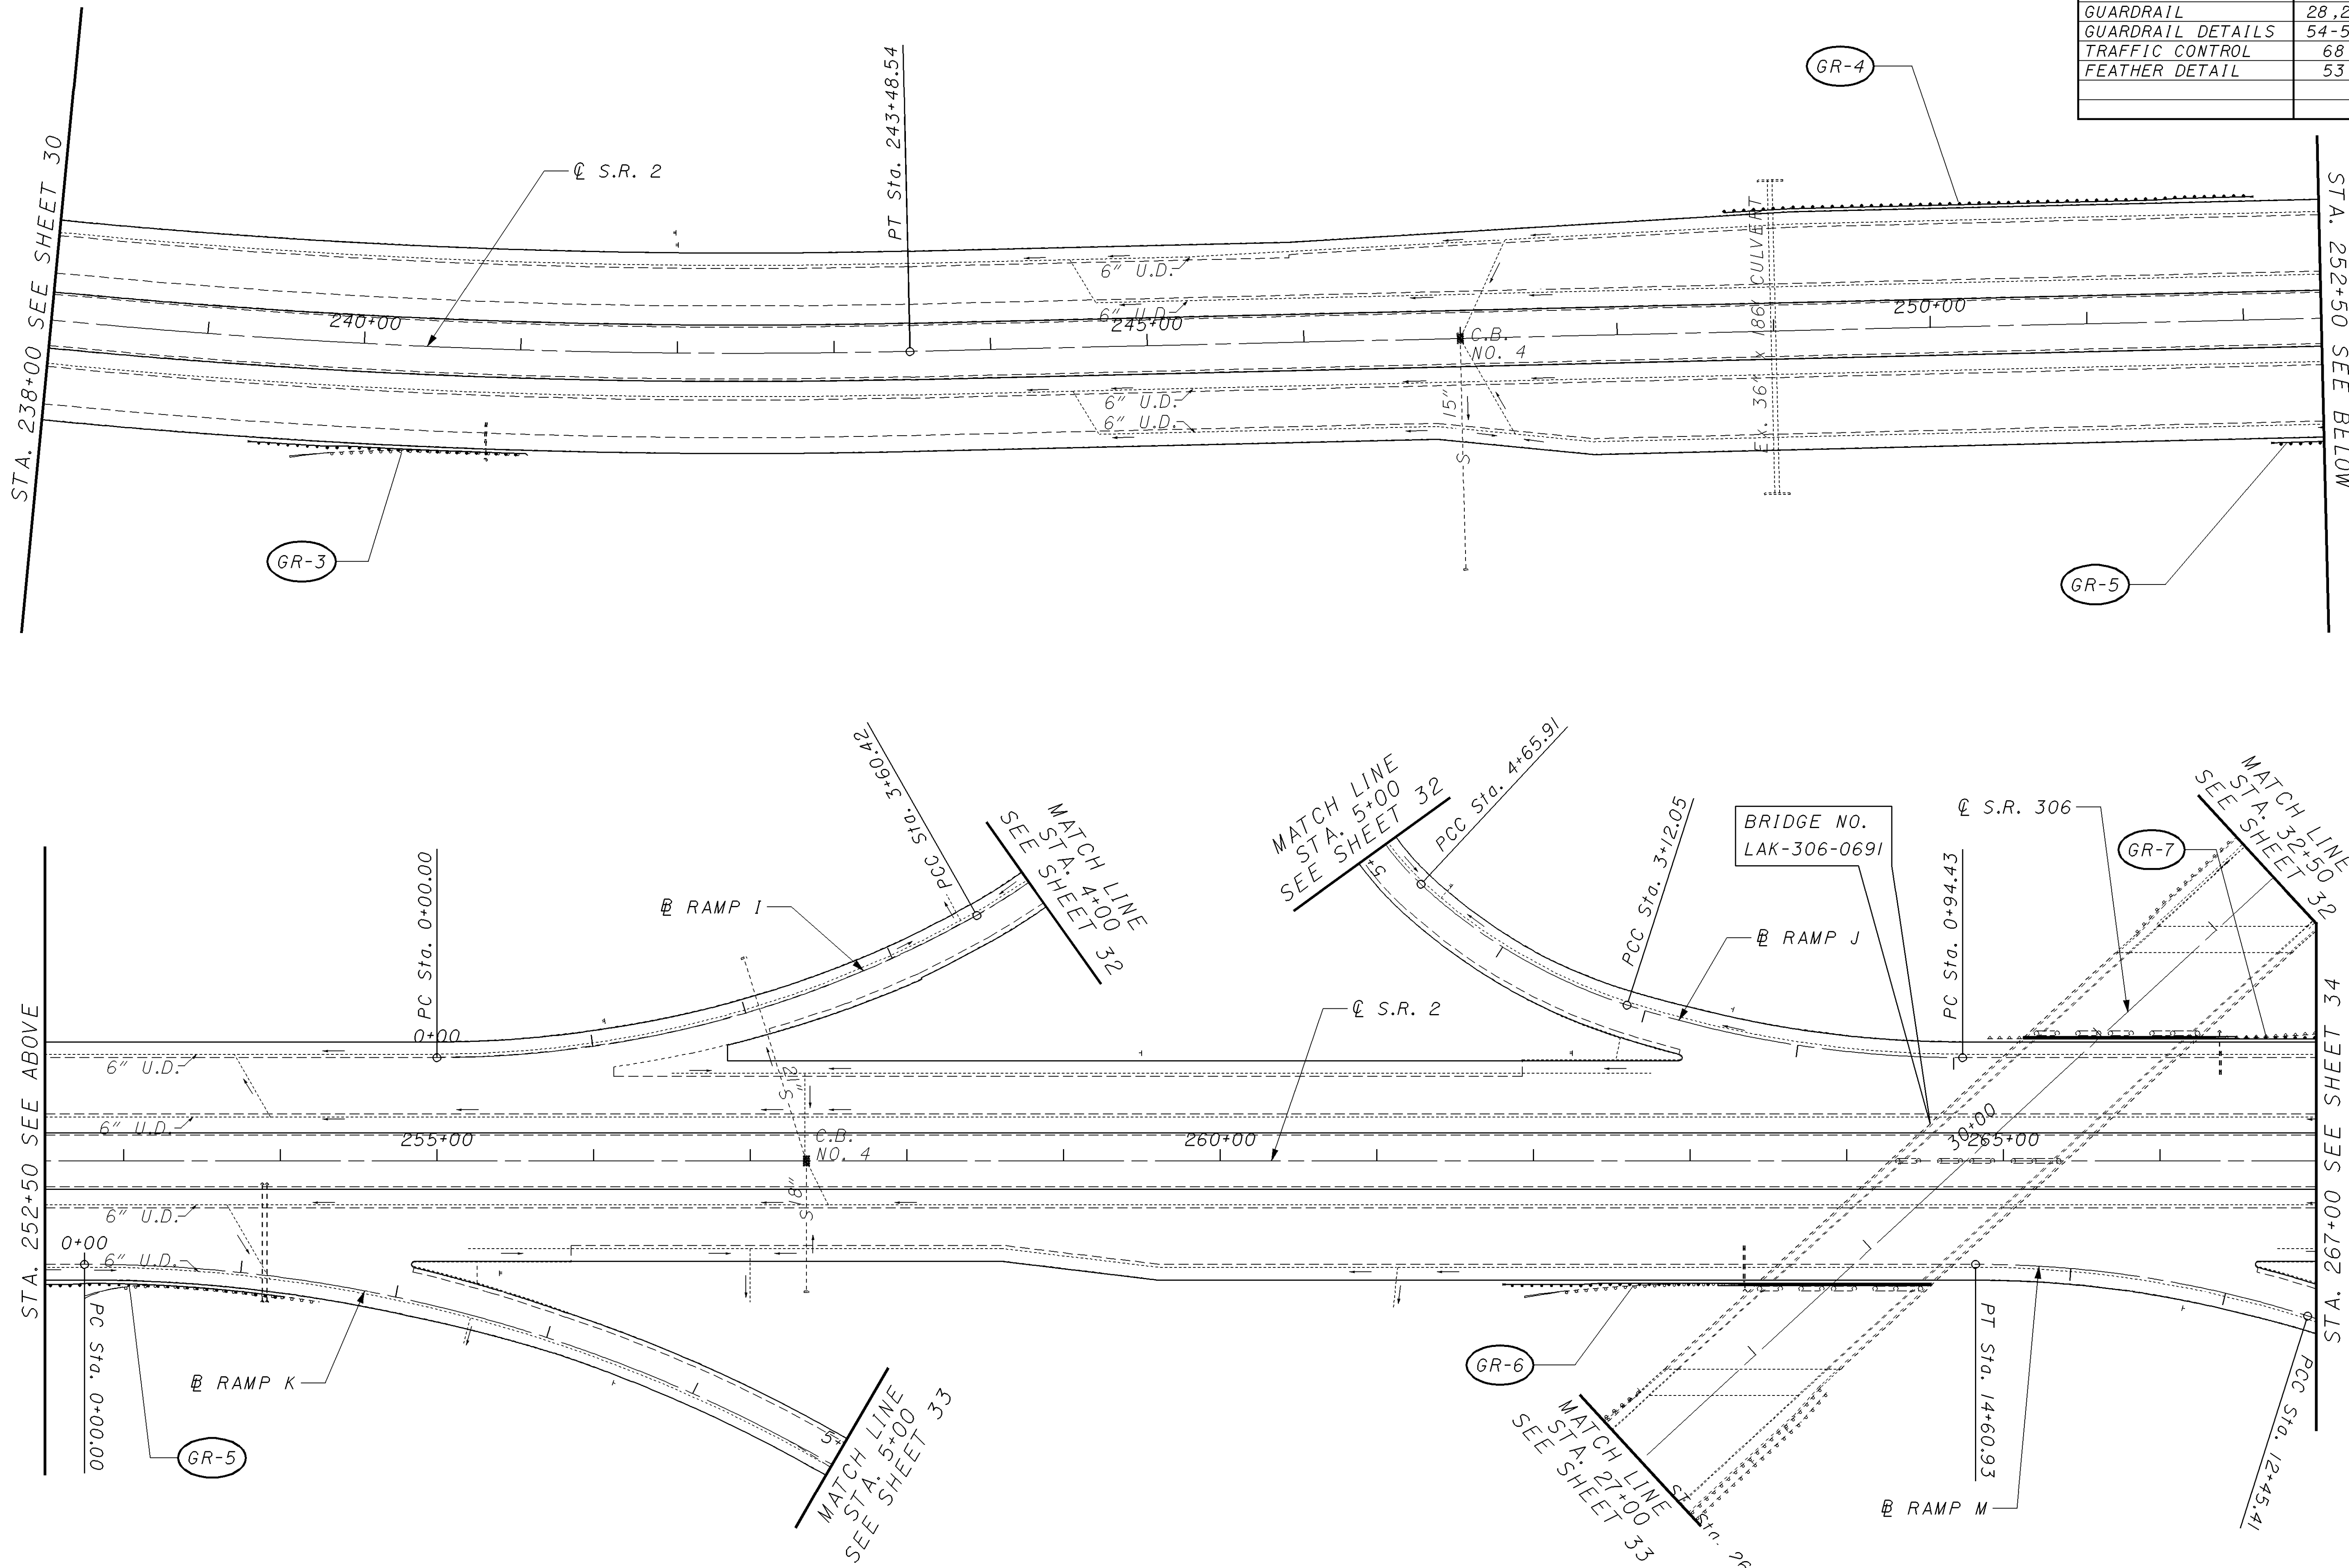 GUARDRAIL 28,2
GUARDRAIL DETAILS 54-5
TRAFFIC CONTROL 68
FEATHER DETAIL 53
STA. 238+00 SEE SHEET 30
℄ S.R. 2
PT Sta. 243+48.54
GR-4
STA. 252+50 SEE BELOW
6" U.D.
6" U.D.
240+00
245+00
250+00
C.B.
NO. 4
Ex. 36" x 186' CULVERT
6" U.D.
6" U.D.
15"
S
GR-3
GR-5
STA. 252+50 SEE ABOVE
PC Sta. 0+00.00
0+00
℄ RAMP I
PCC Sta. 3+60.42
MATCH LINE
STA. 4+00
SEE SHEET 32
MATCH LINE
STA. 5+00
SEE SHEET 32
5+
PCC Sta. 4+65.91
PCC Sta. 3+12.05
℄ RAMP J
BRIDGE NO.
LAK-306-0691
℄ S.R. 306
PC Sta. 0+94.43
GR-7
MATCH LINE
STA. 32+50
SEE SHEET 32
℄ S.R. 2
6" U.D.
6" U.D.
21"
S
255+00
C.B.
NO. 4
260+00
30+00
265+00
18"
S
6" U.D.
0+00
6" U.D.
PC Sta. 0+00.00
℄ RAMP K
GR-5
5+
MATCH LINE
STA. 5+00
SEE SHEET 33
GR-6
MATCH LINE
STA. 27+00
SEE SHEET 33
Sta. 26
PT Sta. 14+60.93
℄ RAMP M
PCC Sta. 12+45.41
STA. 267+00 SEE SHEET 34